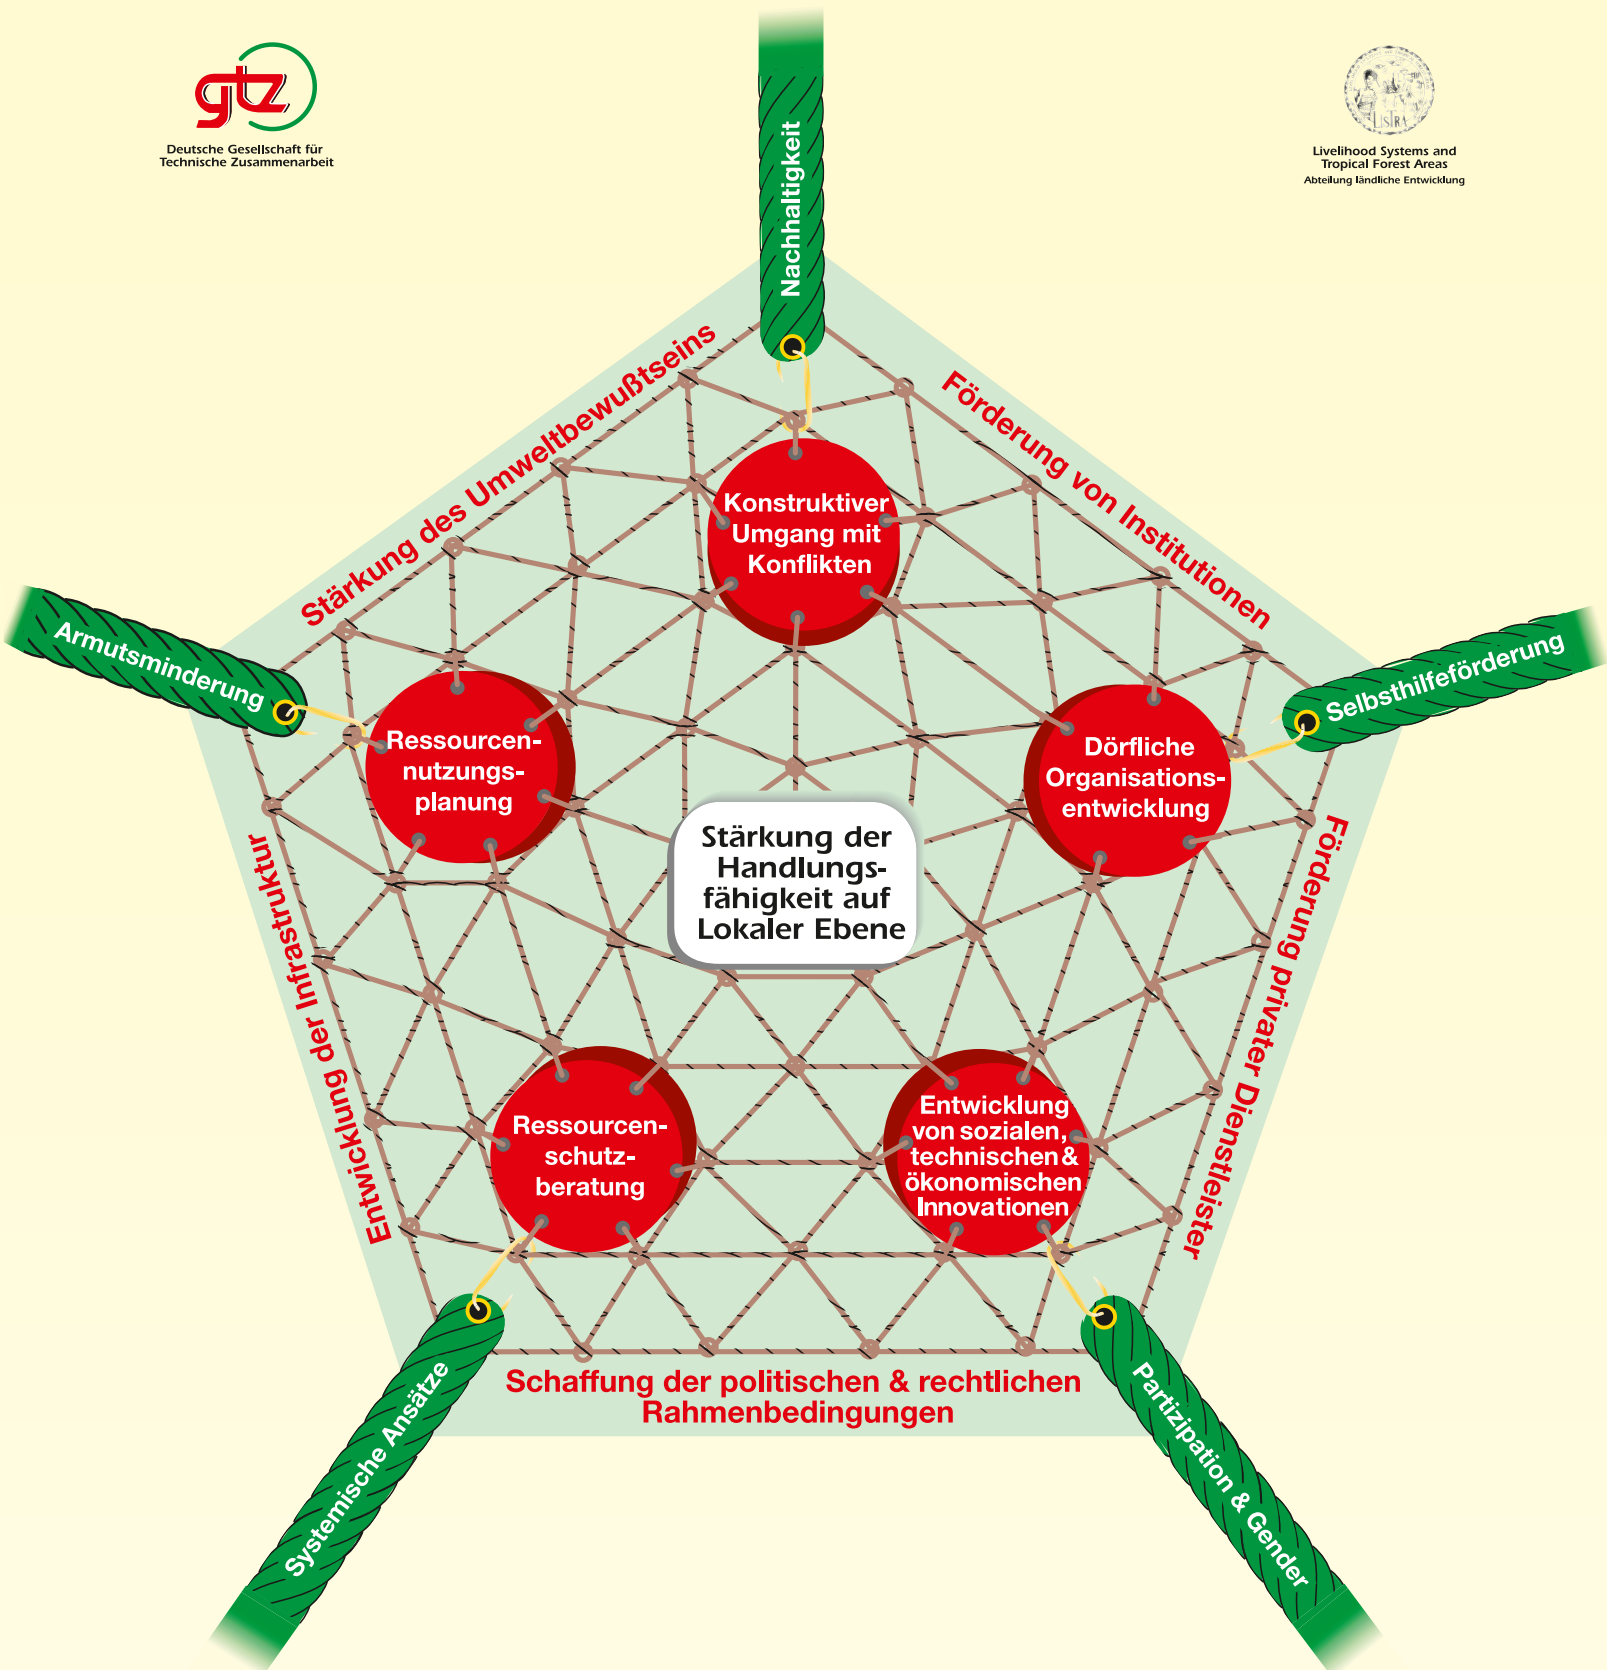 gtz
Deutsche Gesellschaft für
Technische Zusammenarbeit
LISTRA
Livelihood Systems and
Tropical Forest Areas
Abteilung ländliche Entwicklung
Nachhaltigkeit
Stärkung des Umweltbewußtseins
Förderung von Institutionen
Konstruktiver
Umgang mit
Konflikten
Armutsminderung
Selbsthilfeförderung
Ressourcen-
nutzungs-
planung
Dörfliche
Organisations-
entwicklung
Stärkung der
Handlungs-
fähigkeit auf
Lokaler Ebene
Entwicklung der Infrastruktur
Förderung privater Dienstleister
Ressourcen-
schutz-
beratung
Entwicklung
von sozialen,
technischen &
ökonomischen
Innovationen
Schaffung der politischen & rechtlichen
Rahmenbedingungen
Systemische Ansätze
Partizipation & Gender